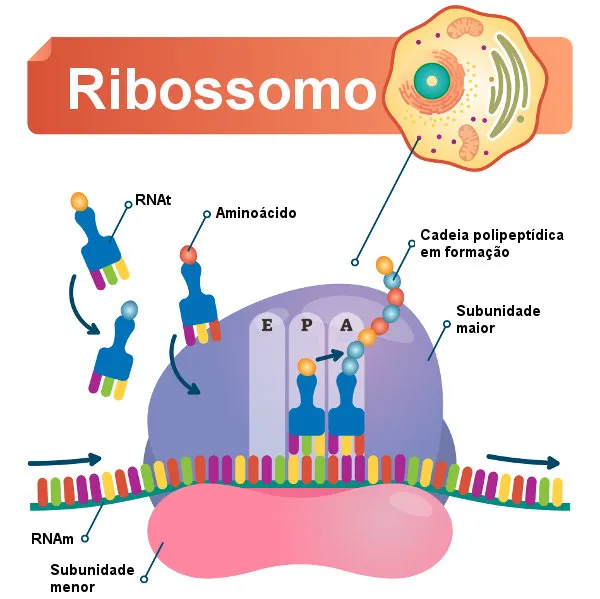 Ribossomo
RNAt
Aminoácido
Cadeia polipeptídica
em formação
Subunidade
maior
E P A
RNAm
Subunidade
menor